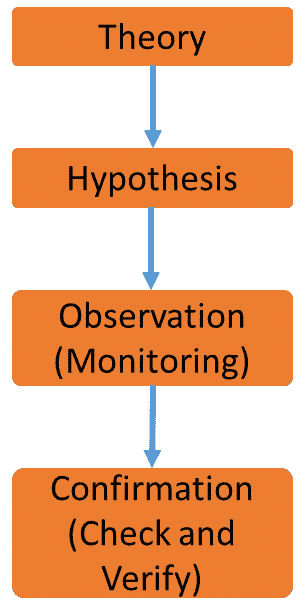 Theory
Hypothesis
Observation
(Monitoring)
Confirmation
(Check and
Verify)